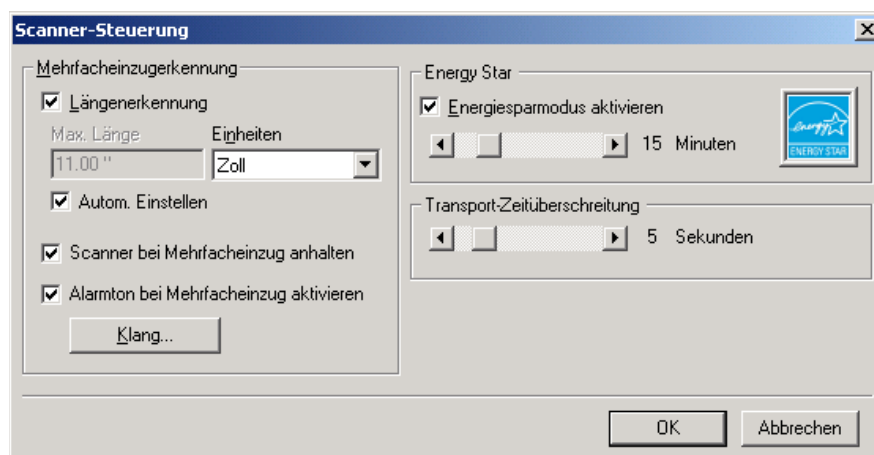 Scanner-Steuerung
Mehrfacheinzugerkennung
Längenerkennung
Max. Länge
Einheiten
11.00 "
Zoll
Autom. Einstellen
Scanner bei Mehrfacheinzug anhalten
Alarmton bei Mehrfacheinzug aktivieren
Klang...
Energy Star
Energiesparmodus aktivieren
15 Minuten
energy
ENERGY STAR
Transport-Zeitüberschreitung
5 Sekunden
OK
Abbrechen